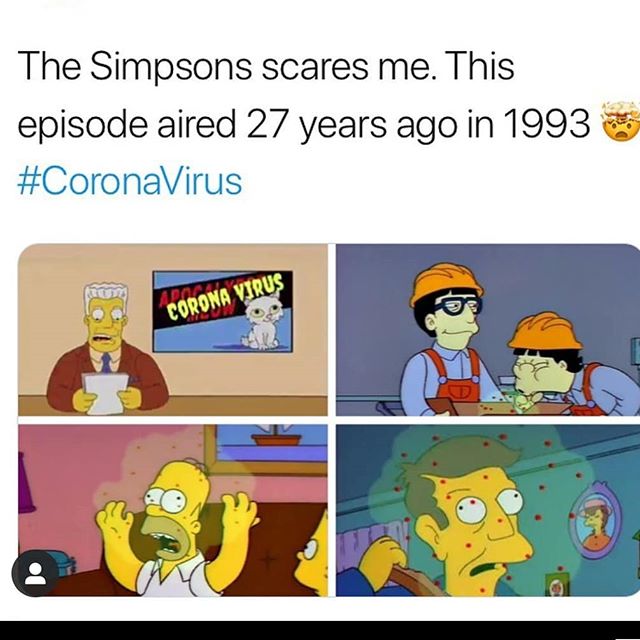 The Simpsons scares me. This
episode aired 27 years ago in 1993 🤯
#CoronaVirus
APOCALYPSE
CORONA VIRUS
MEOW